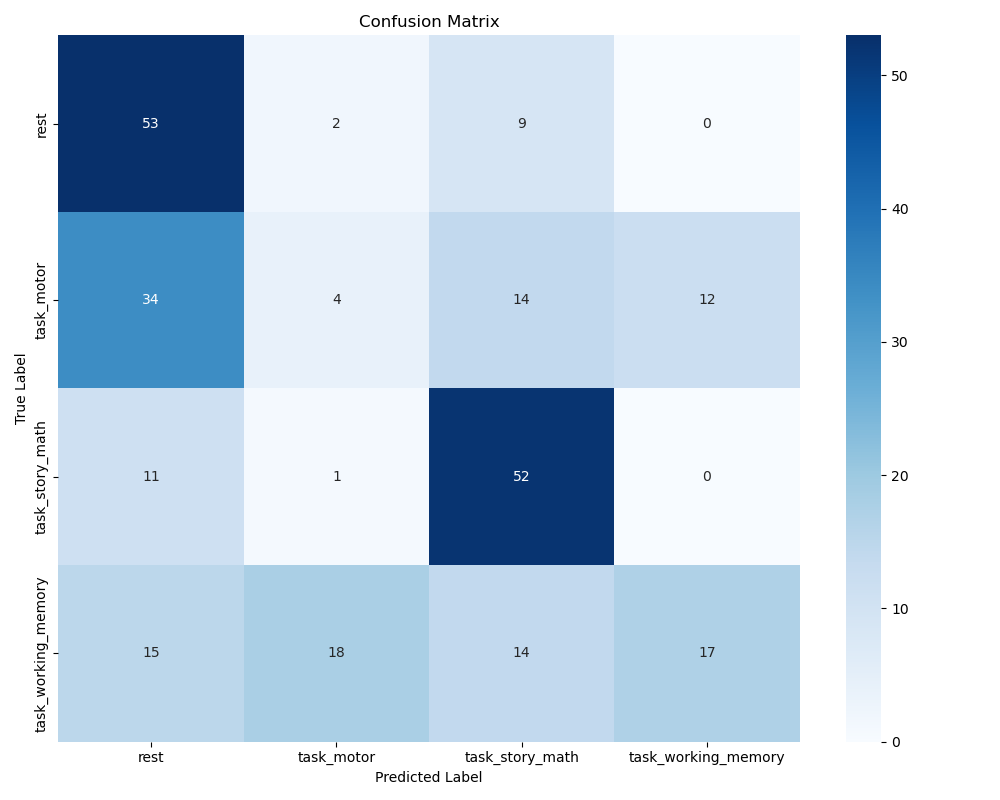 Confusion Matrix
rest
53
2
9
0
task_motor
34
4
14
12
task_story_math
11
1
52
0
task_working_memory
15
18
14
17
True Label
rest
task_motor
task_story_math
task_working_memory
Predicted Label
50
40
30
20
10
0